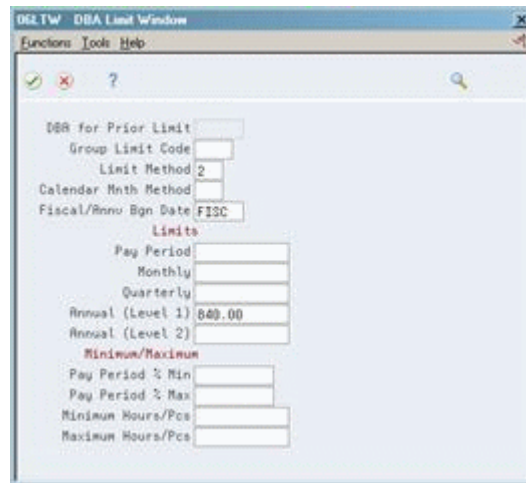 06LTW DBA Limit Window
Functions Tools Help
?
DBA for Prior Limit
Group Limit Code
Limit Method 2
Calendar Mnth Method
Fiscal/Annv Bgn Date FISC
Limits
Pay Period
Monthly
Quarterly
Annual (Level 1) 840.00
Annual (Level 2)
Minimum/Maximum
Pay Period % Min
Pay Period % Max
Minimum Hours/Pcs
Maximum Hours/Pcs